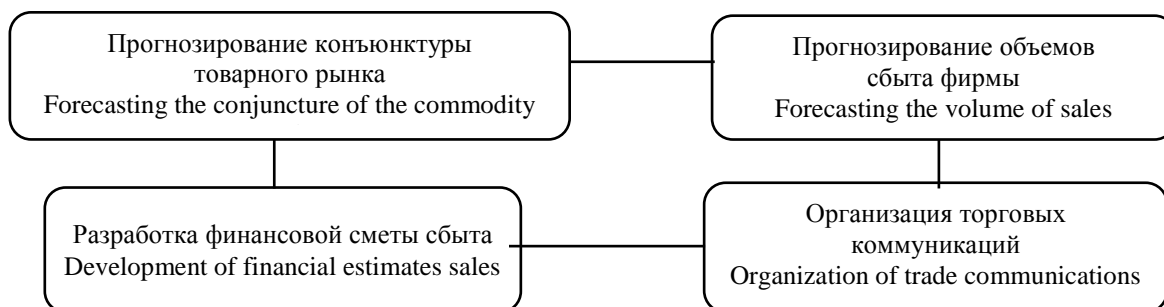 Прогнозирование конъюнктуры
товарного рынка
Forecasting the conjuncture of the commodity
Прогнозирование объемов
сбыта фирмы
Forecasting the volume of sales
Разработка финансовой сметы сбыта
Development of financial estimates sales
Организация торговых
коммуникаций
Organization of trade communications